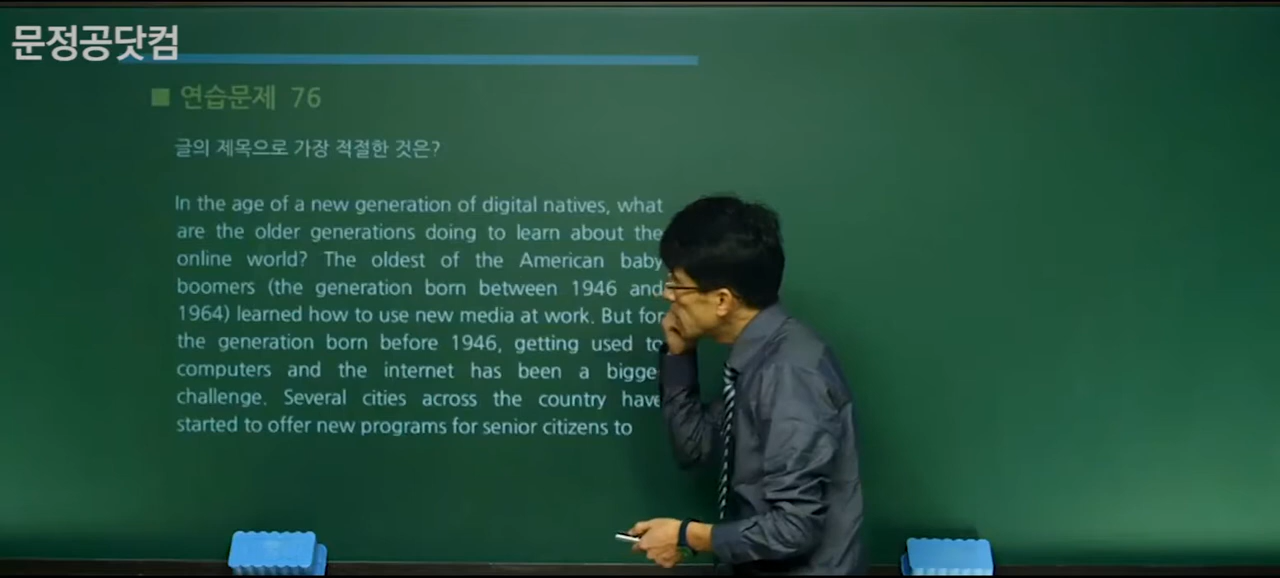 문정공닷컴
■ 연습문제 76
글의 제목으로 가장 적절한 것은?
In the age of a new generation of digital natives, what
are the older generations doing to learn about the
online world? The oldest of the American baby
boomers (the generation born between 1946 and
1964) learned how to use new media at work. But for
the generation born before 1946, getting used to
computers and the internet has been a bigge
challenge. Several cities across the country have
started to offer new programs for senior citizens to